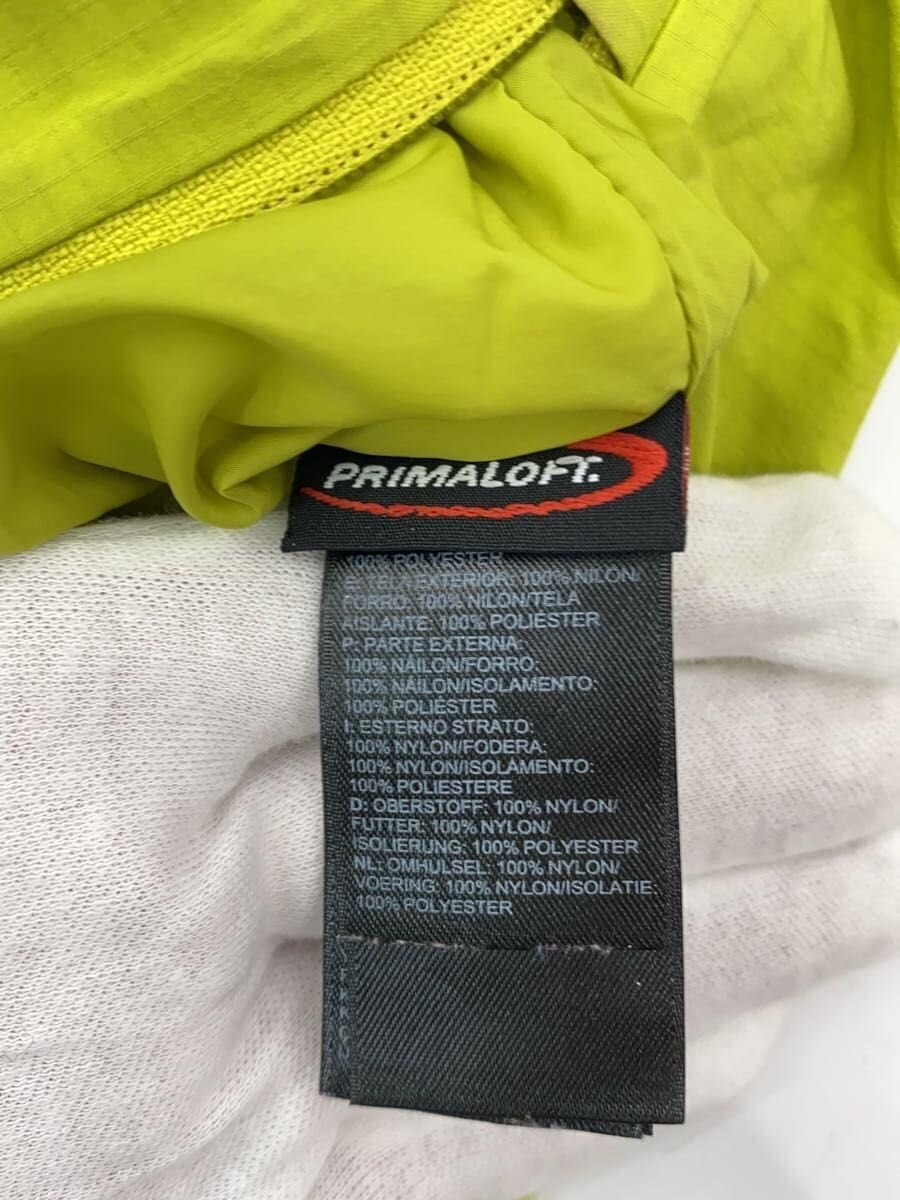 PRIMALOFT.
100% POLYESTER
E: TELA EXTERIOR: 100% NILON/
FORRO: 100% NILON/TELA
AISLANTE: 100% POLIESTER
P: PARTE EXTERNA:
100% NÁILON/FORRO:
100% NÁILON/ISOLAMENTO:
100% POLIÉSTER
I: ESTERNO STRATO:
100% NYLON/FODERA:
100% NYLON/ISOLAMENTO:
100% POLIESTERE
D: OBERSTOFF: 100% NYLON/
FUTTER: 100% NYLON/
ISOLIERUNG: 100% POLYESTER
NL: OMHULSEL: 100% NYLON/
VOERING: 100% NYLON/ISOLATIE:
100% POLYESTER